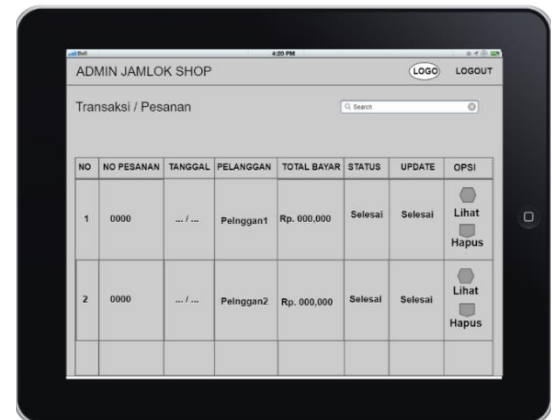 Bell 4:20 PM
ADMIN JAMLOK SHOP LOGO LOGOUT
Transaksi / Pesanan Search
NO NO PESANAN TANGGAL PELANGGAN TOTAL BAYAR STATUS UPDATE OPSI
1 0000 ... / ... Pelnggan1 Rp. 000,000 Selesai Selesai Lihat
Hapus
2 0000 ... / ... Pelnggan2 Rp. 000,000 Selesai Selesai Lihat
Hapus